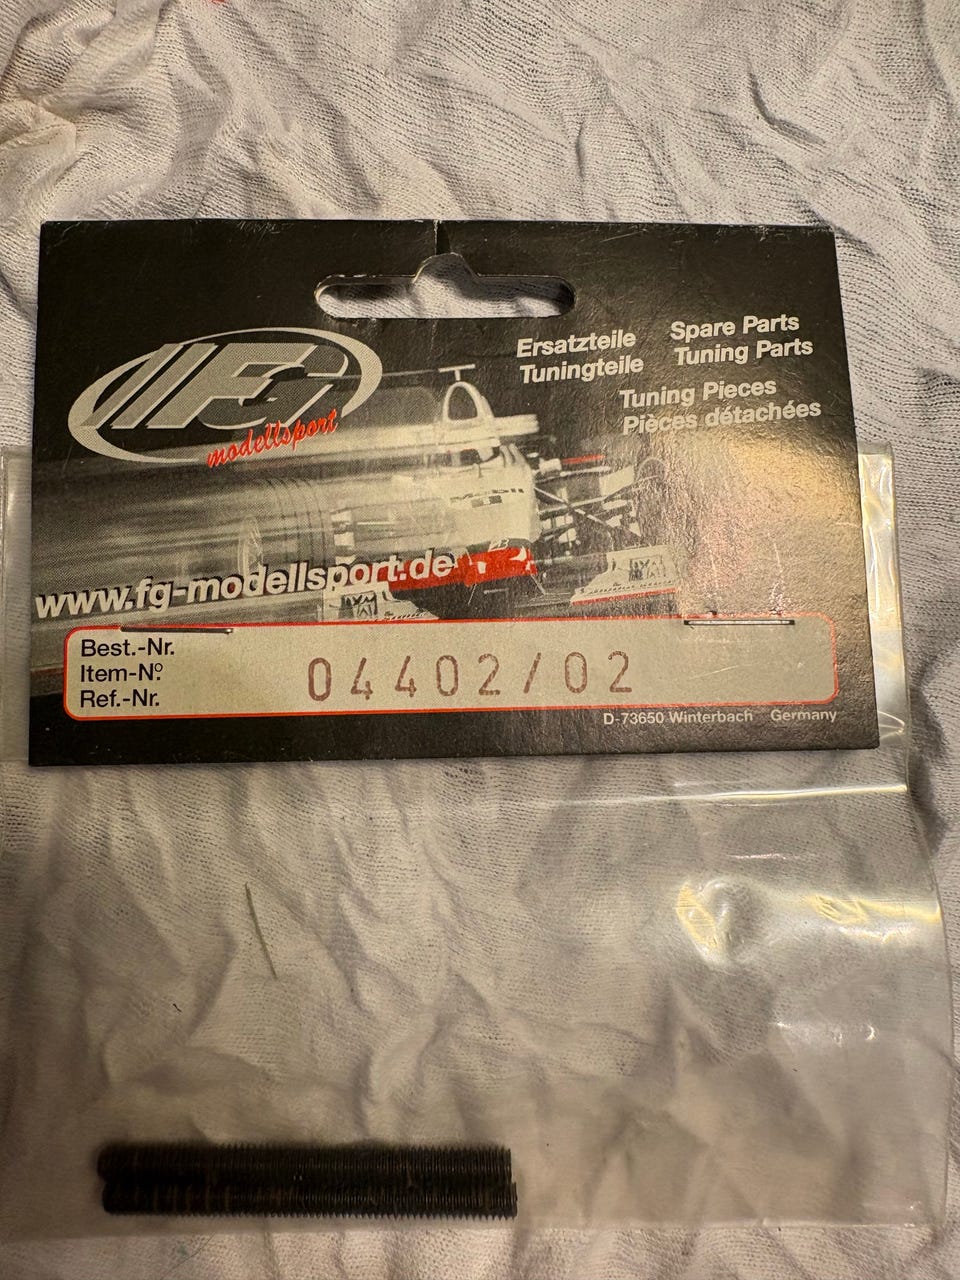 FG
modellsport
Ersatzteile
Tuningteile
Spare Parts
Tuning Parts
Tuning Pieces
Pièces détachées
Mobil
www.fg-modellsport.de
Best.-Nr.
Item-Nº.
Ref.-Nr.
04402/02
D-73650 Winterbach Germany